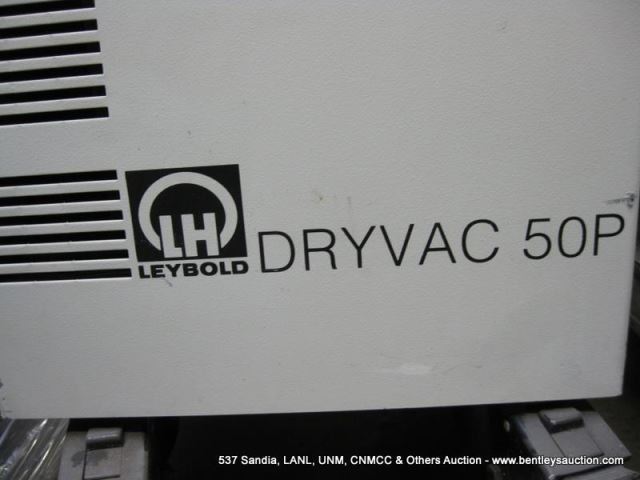 LH
LEYBOLD
DRYVAC 50P
537 Sandia, LANL, UNM, CNMCC & Others Auction - www.bentleysauction.com